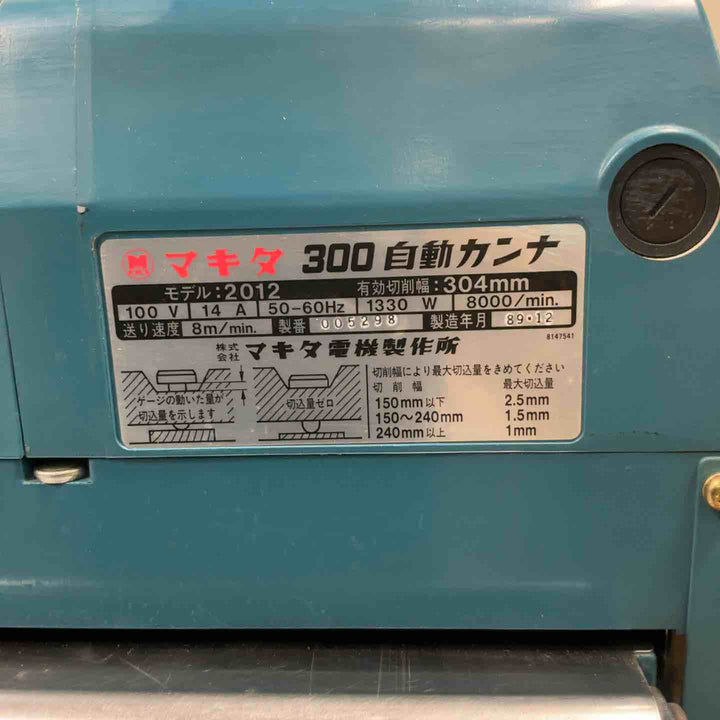 マキタ 300 自動カンナ
モデル:2012 有効切削幅:304mm
100 V 14 A 50-60Hz 1330 W 8000/min.
送り速度 8m/min. 製番 005298 製造年月 89・12
株式会社 マキタ電機製作所
8147541
ゲージの動いた量が
切込量を示します
切込量ゼロ
切削幅により最大切込量をきめてください
切削幅 最大切込量
150mm以下 2.5mm
150〜240mm 1.5mm
240mm以上 1mm